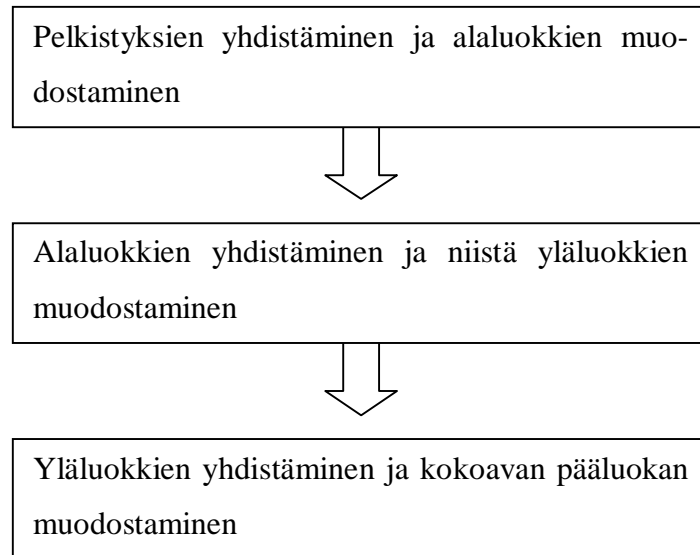 Pelkistyksien yhdistäminen ja alaluokkien muo-
dostaminen
Alaluokkien yhdistäminen ja niistä yläluokkien
muodostaminen
Yläluokkien yhdistäminen ja kokoavan pääluokan
muodostaminen